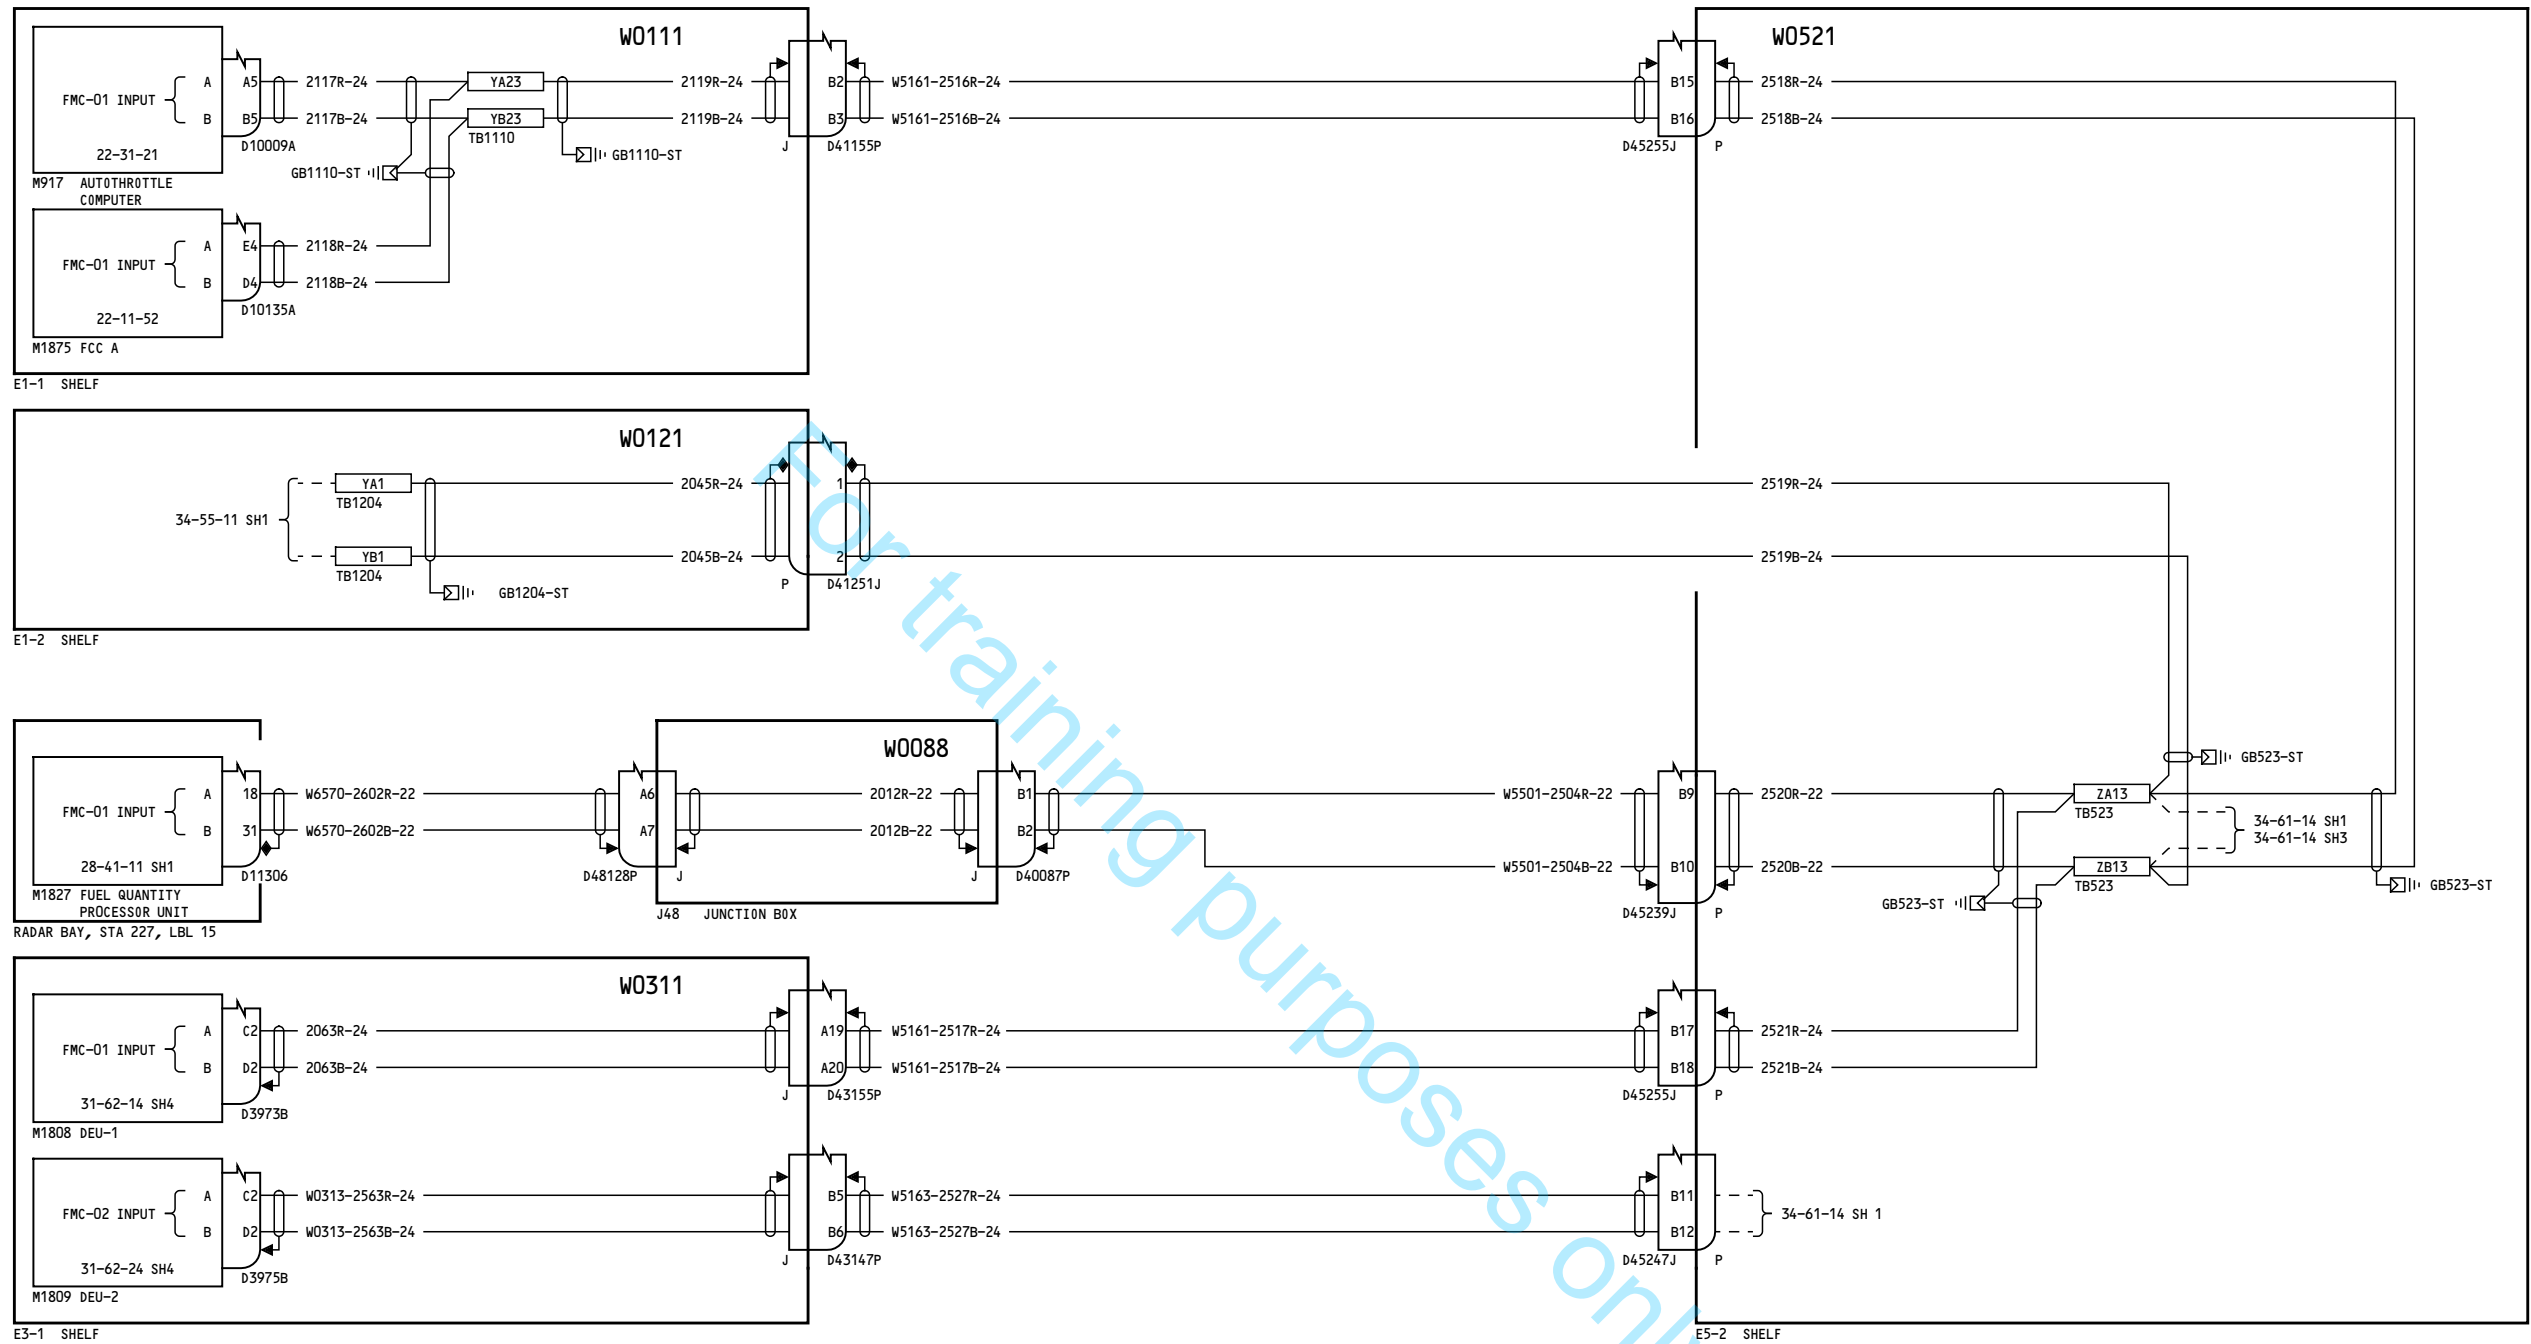 W0111
W0521
FMC-01 INPUT
A
B
A5
B5
2117R-24
2117B-24
YA23
YB23
TB1110
2119R-24
2119B-24
B2
B3
W5161-2516R-24
W5161-2516B-24
B15
B16
2518R-24
2518B-24
22-31-21
D10009A
GB1110-ST
GB1110-ST
J
D41155P
D45255J
P
M917 AUTOTHROTTLE
COMPUTER
FMC-01 INPUT
A
B
E4
D4
2118R-24
2118B-24
22-11-52
D10135A
M1875 FCC A
E1-1 SHELF
W0121
34-55-11 SH1
YA1
TB1204
YB1
TB1204
2045R-24
2045B-24
1
2
2519R-24
2519B-24
GB1204-ST
P
D41251J
E1-2 SHELF
W0088
GB523-ST
FMC-01 INPUT
A
B
18
31
W6570-2602R-22
W6570-2602B-22
A6
A7
2012R-22
2012B-22
B1
B2
W5501-2504R-22
W5501-2504B-22
B9
B10
2520R-22
2520B-22
ZA13
TB523
ZB13
TB523
34-61-14 SH1
34-61-14 SH3
28-41-11 SH1
D11306
D48128P
J
J
D40087P
GB523-ST
GB523-ST
M1827 FUEL QUANTITY
PROCESSOR UNIT
J48 JUNCTION BOX
D45239J
P
RADAR BAY, STA 227, LBL 15
W0311
FMC-01 INPUT
A
B
C2
D2
2063R-24
2063B-24
A19
A20
W5161-2517R-24
W5161-2517B-24
B17
B18
2521R-24
2521B-24
31-62-14 SH4
D3973B
J
D43155P
D45255J
P
M1808 DEU-1
FMC-02 INPUT
A
B
C2
D2
W0313-2563R-24
W0313-2563B-24
B5
B6
W5163-2527R-24
W5163-2527B-24
B11
B12
34-61-14 SH 1
31-62-24 SH4
D3975B
J
D43147P
D45247J
P
M1809 DEU-2
E3-1 SHELF
E5-2 SHELF
For training purposes only